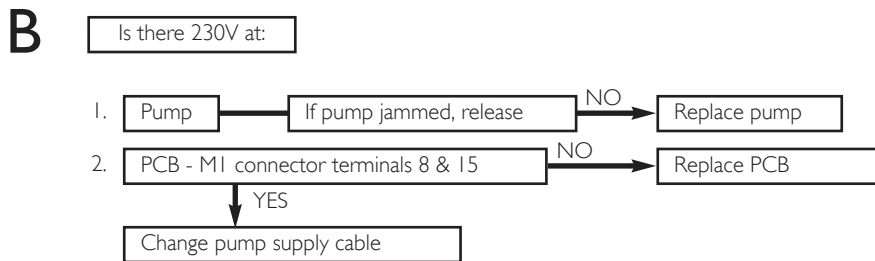 B
Is there 230V at:
1. Pump If pump jammed, release NO Replace pump
2. PCB - M1 connector terminals 8 & 15 NO Replace PCB
YES
Change pump supply cable